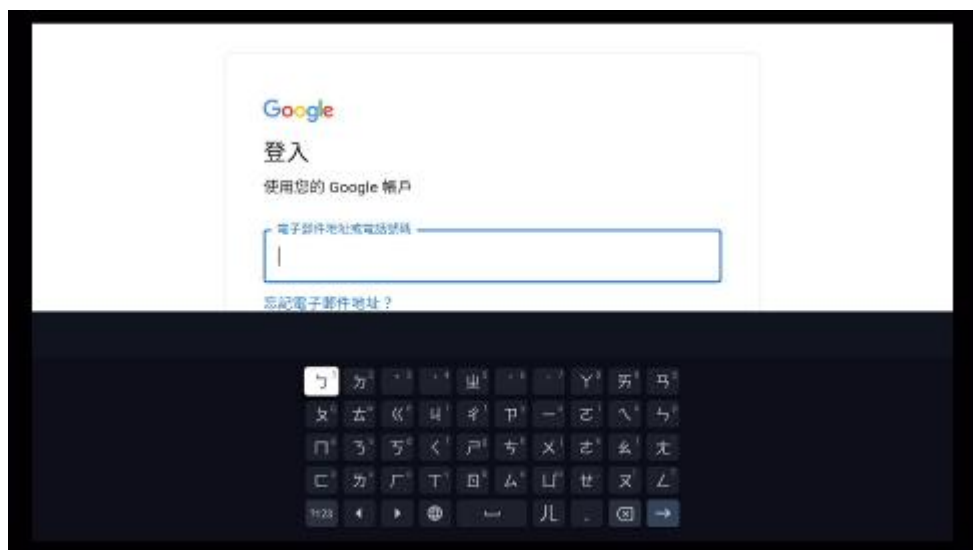 Google
登入
使用您的 Google 帳戶
電子郵件地址或電話號碼
忘記電子郵件地址？
ㄅ ㄉ ˇ ˋ ㄓ ˊ ˙ ㄚ ㄞ ㄢ
ㄆ ㄊ ㄍ ㄐ ㄔ ㄗ ㄧ ㄛ ㄟ ㄣ
ㄇ ㄋ ㄎ ㄑ ㄕ ㄘ ㄨ ㄜ ㄠ ㄤ
ㄈ ㄌ ㄏ ㄒ ㄖ ㄙ ㄩ ㄝ ㄡ ㄥ
?123 ㄦ 。